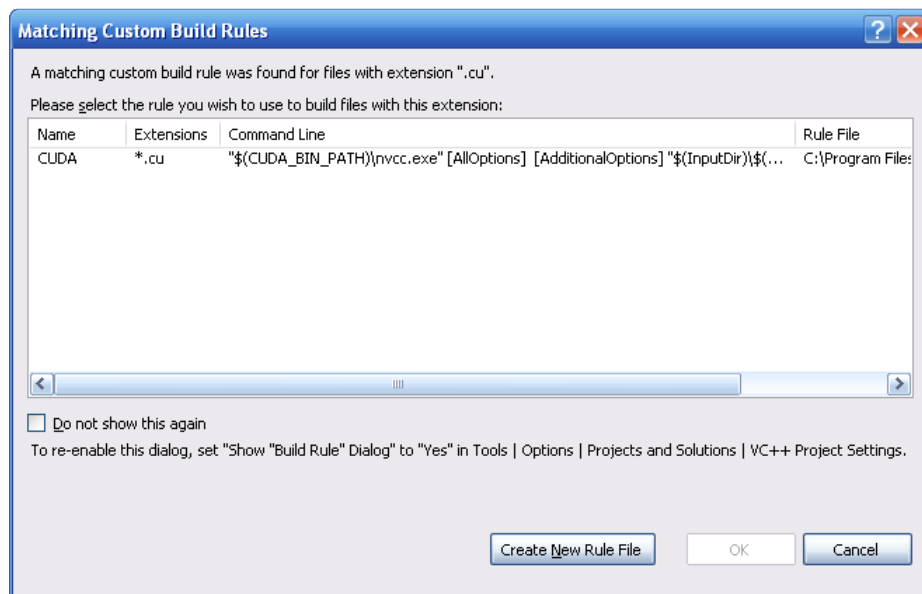 Matching Custom Build Rules
A matching custom build rule was found for files with extension ".cu".
Please select the rule you wish to use to build files with this extension:
Name Extensions Command Line Rule File
CUDA *.cu "$(CUDA_BIN_PATH)\nvcc.exe" [AllOptions] [AdditionalOptions] "$(InputDir)\$(... C:\Program Files
Do not show this again
To re-enable this dialog, set "Show "Build Rule" Dialog" to "Yes" in Tools | Options | Projects and Solutions | VC++ Project Settings.
Create New Rule File OK Cancel